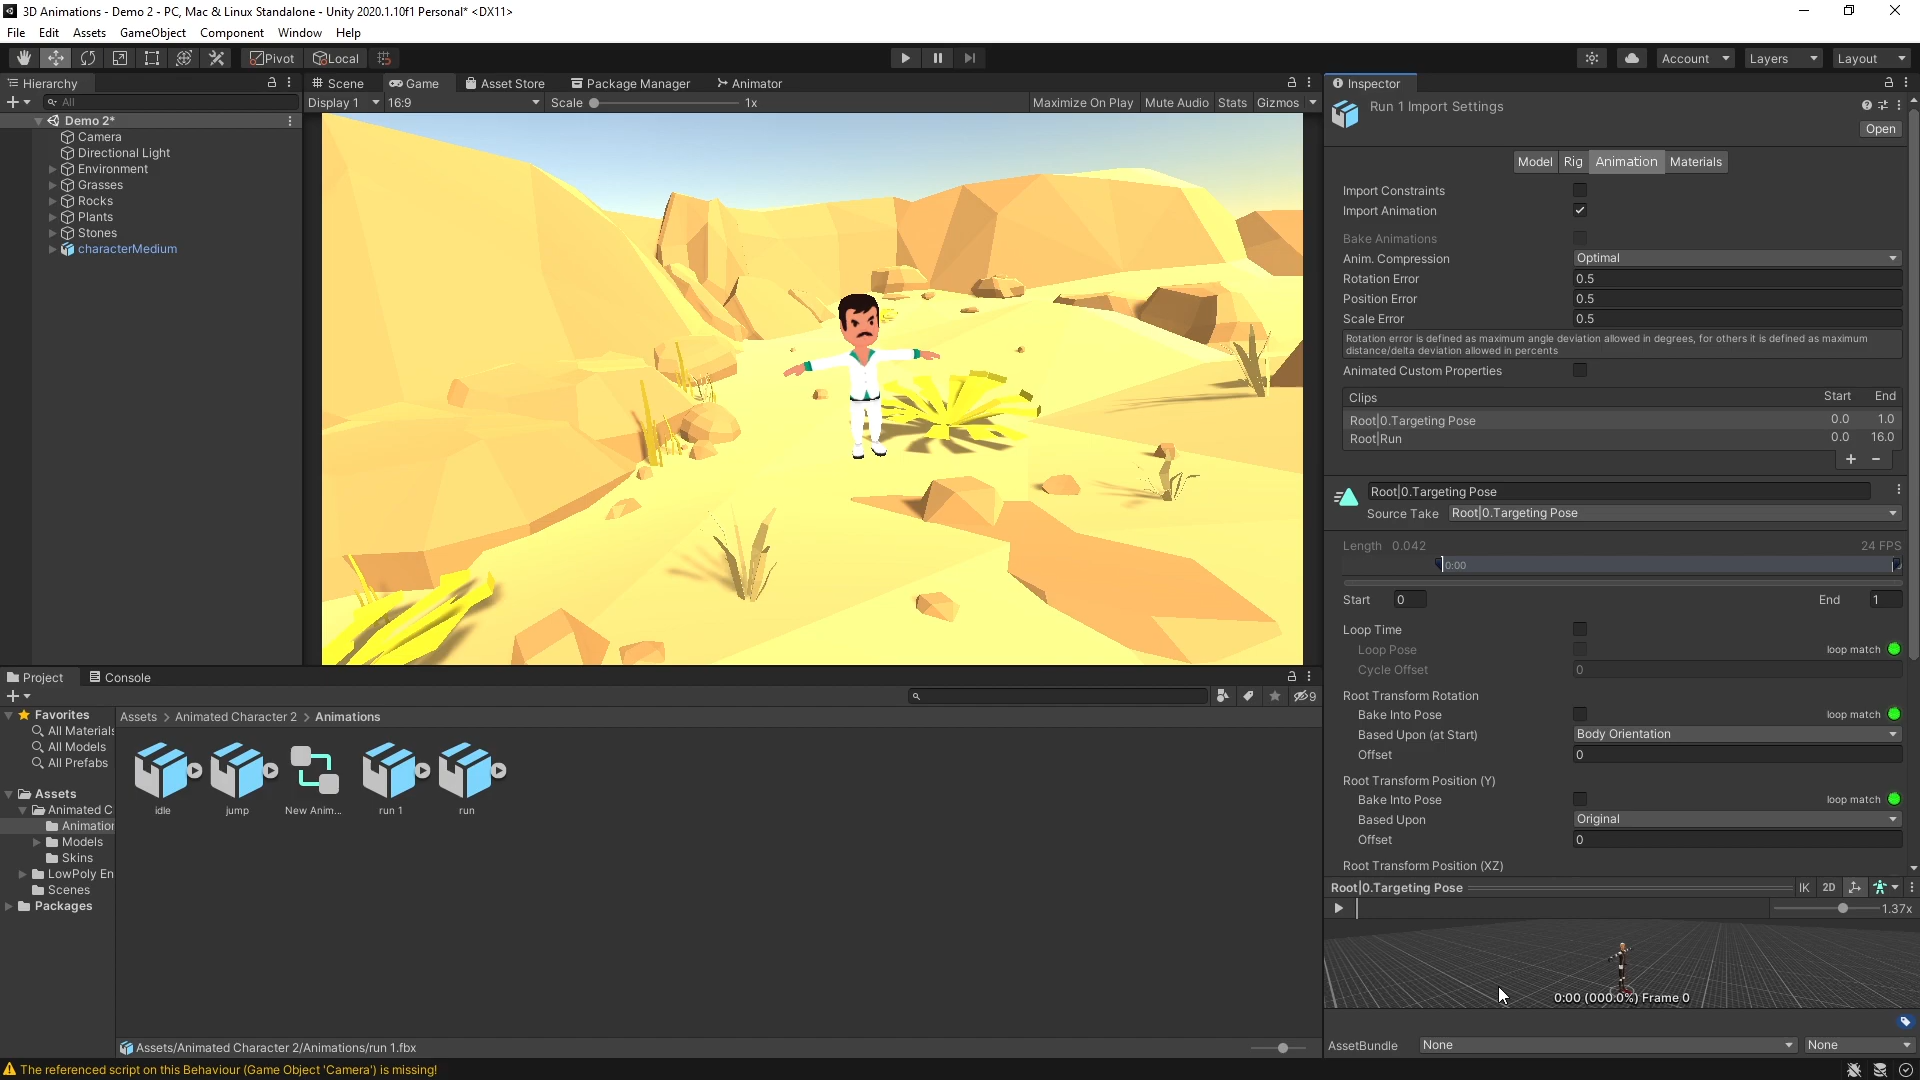 3D Animations - Demo 2 - PC, Mac & Linux Standalone - Unity 2020.1.10f1 Personal* <DX11>
File Edit Assets GameObject Component Window Help
Pivot Local Account Layers Layout
Hierarchy
All
Demo 2*
Camera
Directional Light
Environment
Grasses
Rocks
Plants
Stones
characterMedium
Scene Game Asset Store Package Manager Animator
Display 1 16:9 Scale 1x Maximize On Play Mute Audio Stats Gizmos
Inspector
Run 1 Import Settings
Open
Model Rig Animation Materials
Import Constraints
Import Animation
Bake Animations
Anim. Compression Optimal
Rotation Error 0.5
Position Error 0.5
Scale Error 0.5
Rotation error is defined as maximum angle deviation allowed in degrees, for others it is defined as maximum
distance/delta deviation allowed in percents
Animated Custom Properties
Clips Start End
Root|0.Targeting Pose 0.0 1.0
Root|Run 0.0 16.0
Root|0.Targeting Pose
Source Take Root|0.Targeting Pose
Length 0.042 24 FPS
0:00
Start 0 End 1
Loop Time
Loop Pose loop match
Cycle Offset 0
Root Transform Rotation
Bake Into Pose loop match
Based Upon (at Start) Body Orientation
Offset 0
Root Transform Position (Y)
Bake Into Pose loop match
Based Upon Original
Offset 0
Root Transform Position (XZ)
Root|0.Targeting Pose IK 2D
1.37x
0:00 (000.0%) Frame 0
AssetBundle None None
Project Console
9
Favorites
All Materials
All Models
All Prefabs
Assets
Animated C
Animation
Models
Skins
LowPoly En
Scenes
Packages
Assets > Animated Character 2 > Animations
idle jump New Anim... run 1 run
Assets/Animated Character 2/Animations/run 1.fbx
The referenced script on this Behaviour (Game Object 'Camera') is missing!